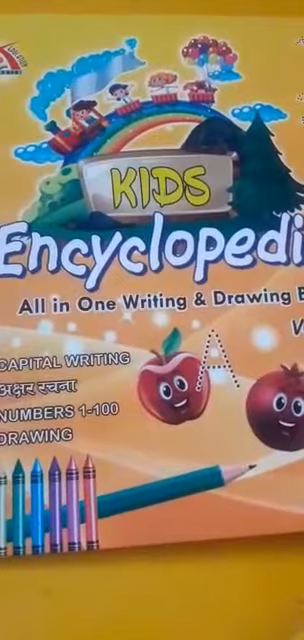 KIDS
Encyclopedi
All in One Writing & Drawing B
CAPITAL WRITING
अक्षर रचना
NUMBERS 1-100
DRAWING
A